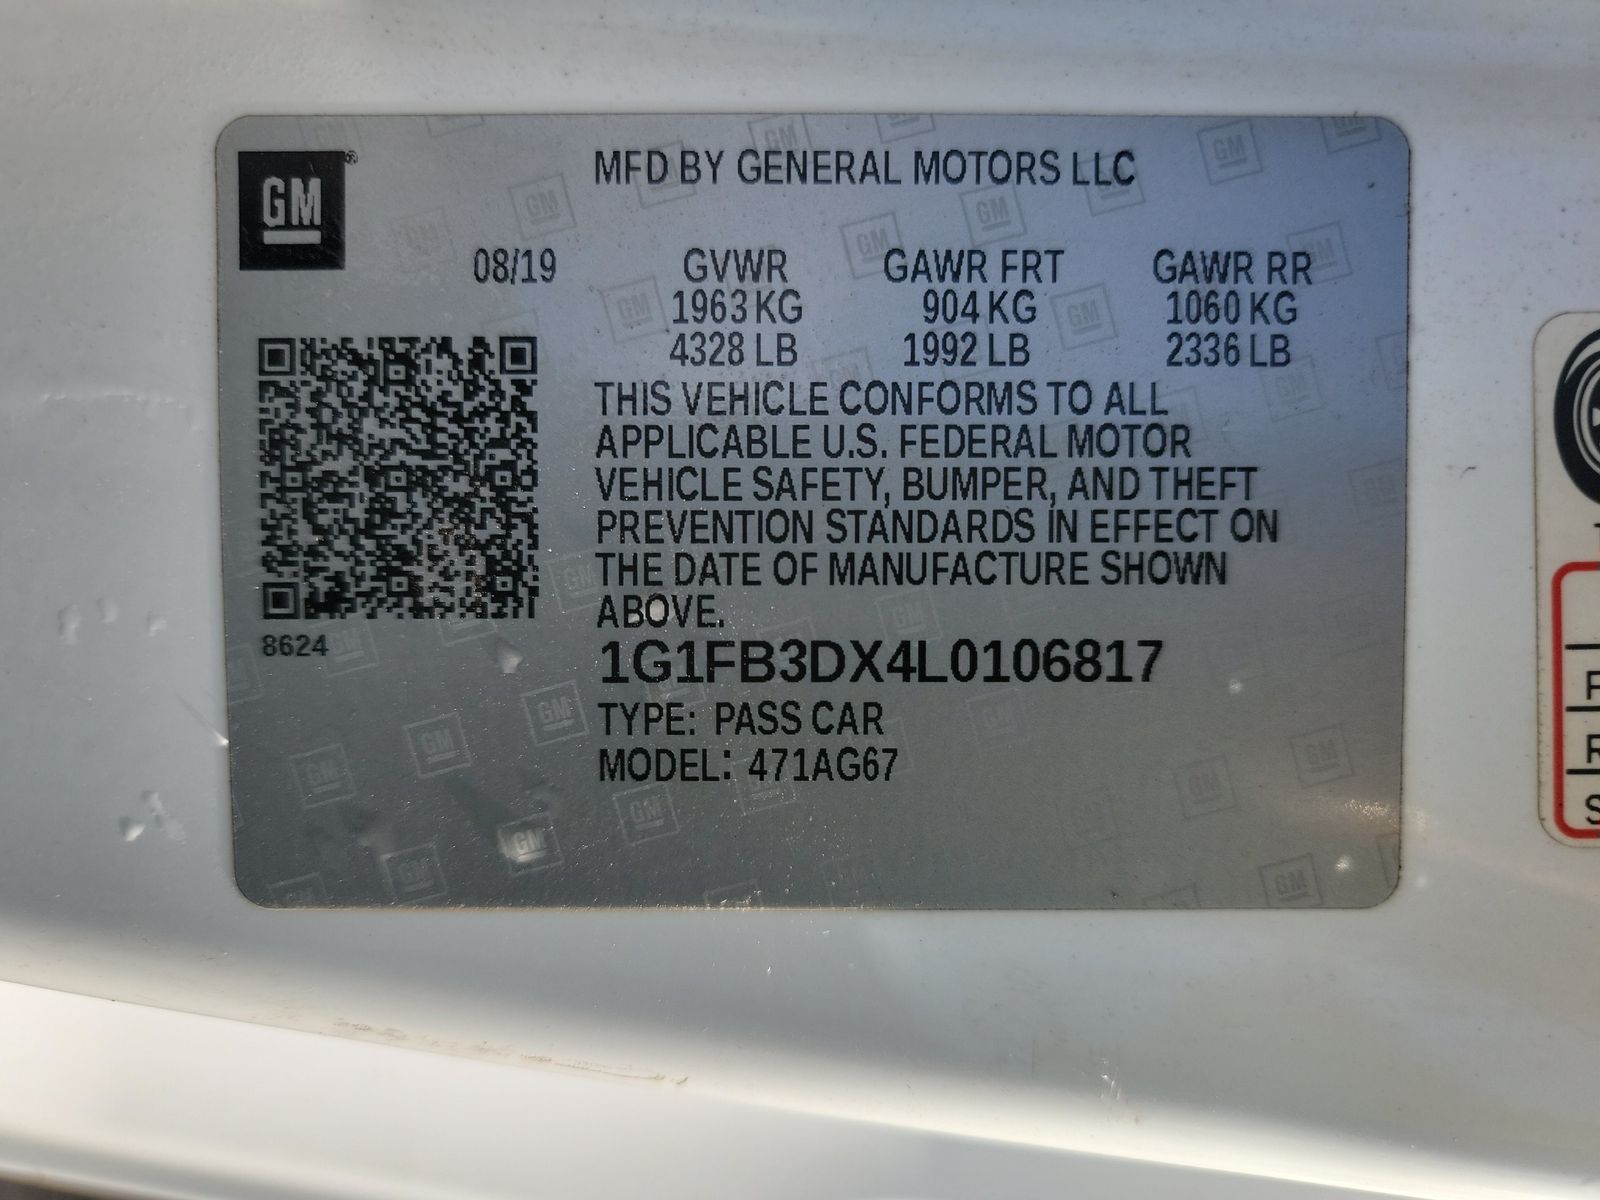 GM®
MFD BY GENERAL MOTORS LLC
08/19 GVWR GAWR FRT GAWR RR
1963 KG 904 KG 1060 KG
4328 LB 1992 LB 2336 LB
THIS VEHICLE CONFORMS TO ALL
APPLICABLE U.S. FEDERAL MOTOR
VEHICLE SAFETY, BUMPER, AND THEFT
PREVENTION STANDARDS IN EFFECT ON
THE DATE OF MANUFACTURE SHOWN
ABOVE.
8624
1G1FB3DX4L0106817
TYPE: PASS CAR
MODEL: 471AG67